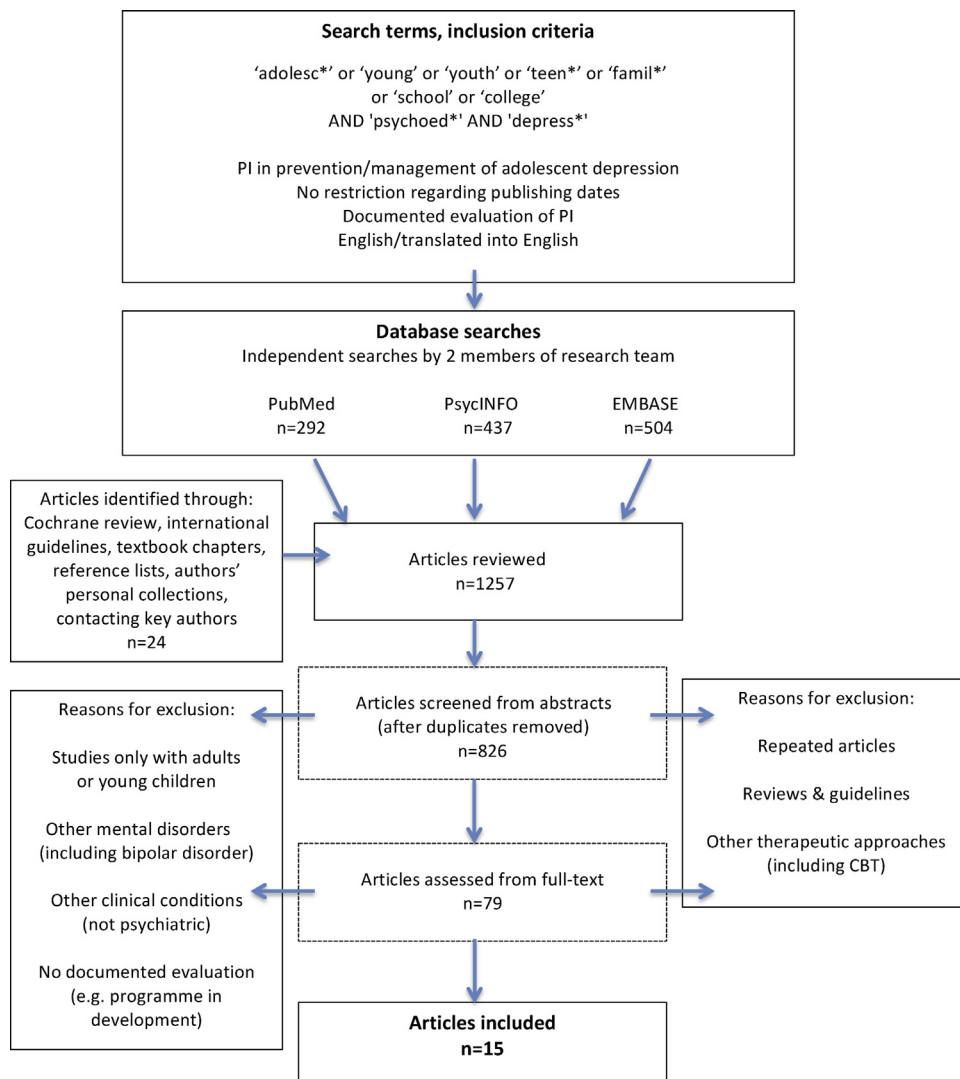 Search terms, inclusion criteria
‘adolesc*’ or ‘young’ or ‘youth’ or ‘teen*’ or ‘famil*’
or ‘school’ or ‘college’
AND 'psychoed*' AND 'depress*'
PI in prevention/management of adolescent depression
No restriction regarding publishing dates
Documented evaluation of PI
English/translated into English
Database searches
Independent searches by 2 members of research team
PubMed
n=292
PsycINFO
n=437
EMBASE
n=504
Articles identified through:
Cochrane review, international
guidelines, textbook chapters,
reference lists, authors’
personal collections,
contacting key authors
n=24
Articles reviewed
n=1257
Articles screened from abstracts
(after duplicates removed)
n=826
Reasons for exclusion:
Studies only with adults
or young children
Other mental disorders
(including bipolar disorder)
Other clinical conditions
(not psychiatric)
No documented evaluation
(e.g. programme in
development)
Reasons for exclusion:
Repeated articles
Reviews & guidelines
Other therapeutic approaches
(including CBT)
Articles assessed from full-text
n=79
Articles included
n=15